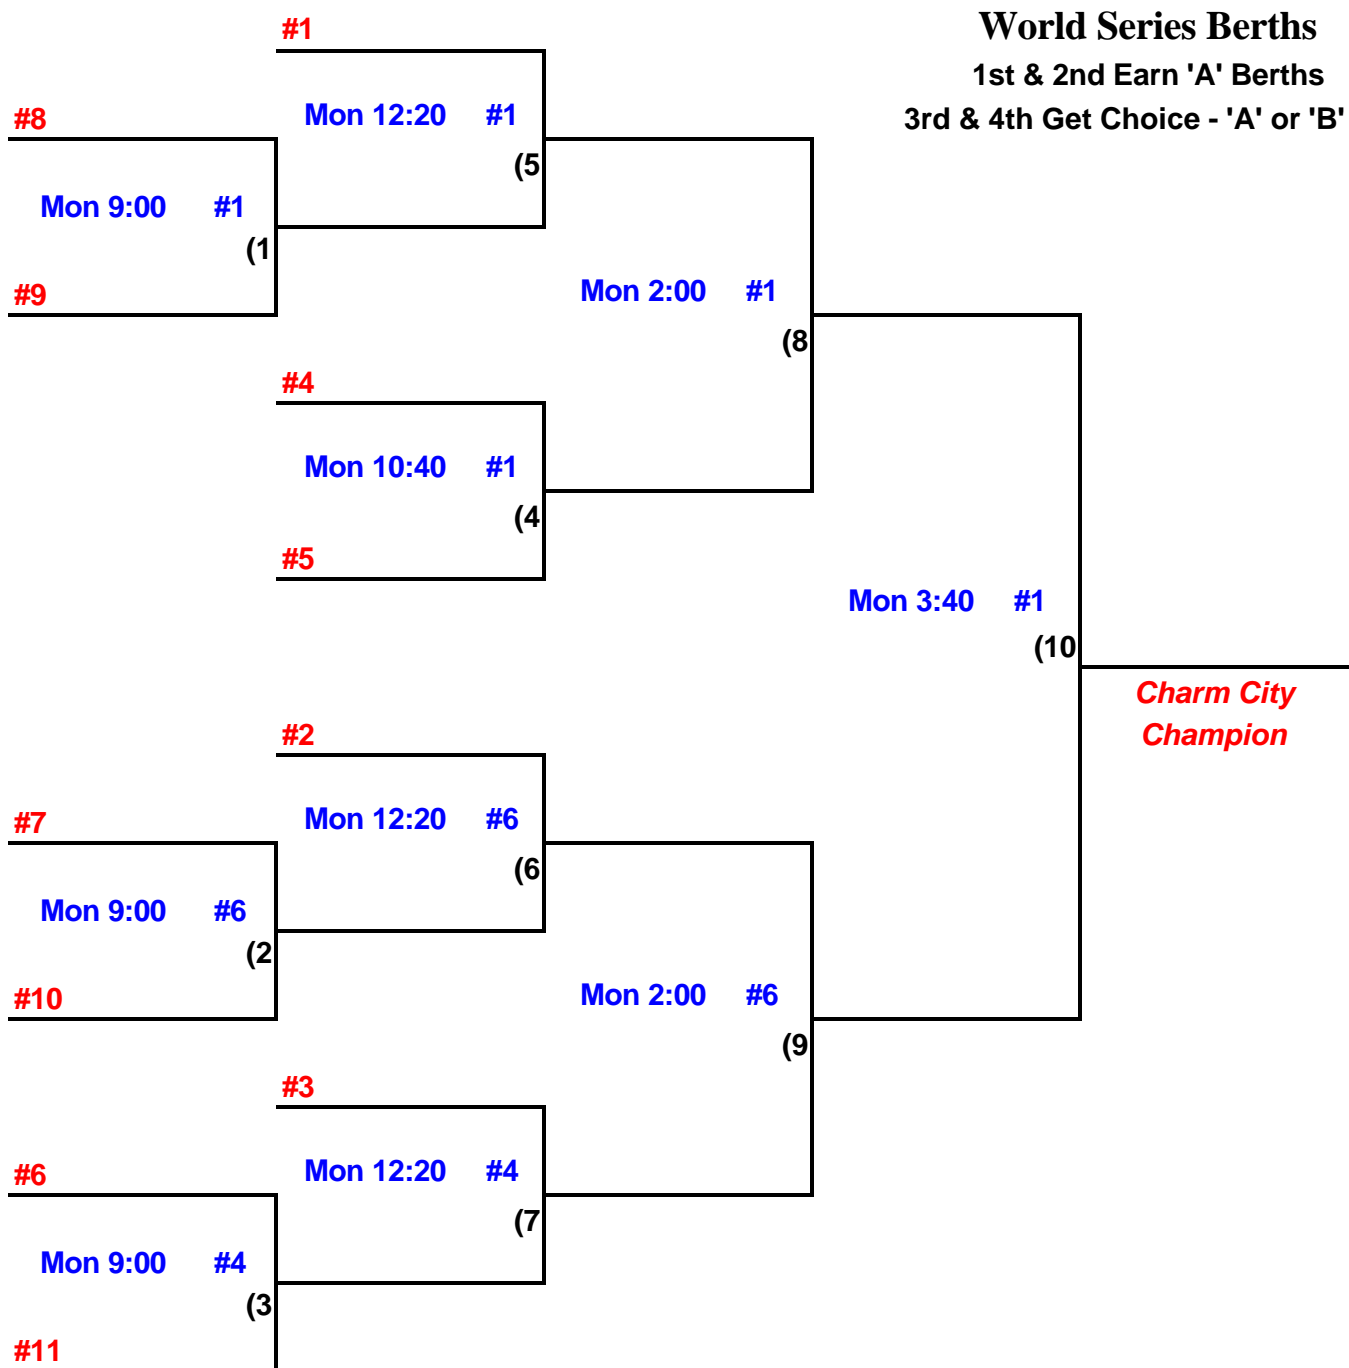 #1
World Series Berths
1st & 2nd Earn 'A' Berths
3rd & 4th Get Choice - 'A' or 'B'
#8
Mon 12:20 #1
(5
Mon 9:00 #1
(1
#9
Mon 2:00 #1
(8
#4
Mon 10:40 #1
(4
#5
Mon 3:40 #1
(10
Charm City
Champion
#2
Mon 12:20 #6
(6
#7
Mon 9:00 #6
(2
#10
Mon 2:00 #6
(9
#3
Mon 12:20 #4
(7
#6
Mon 9:00 #4
(3
#11